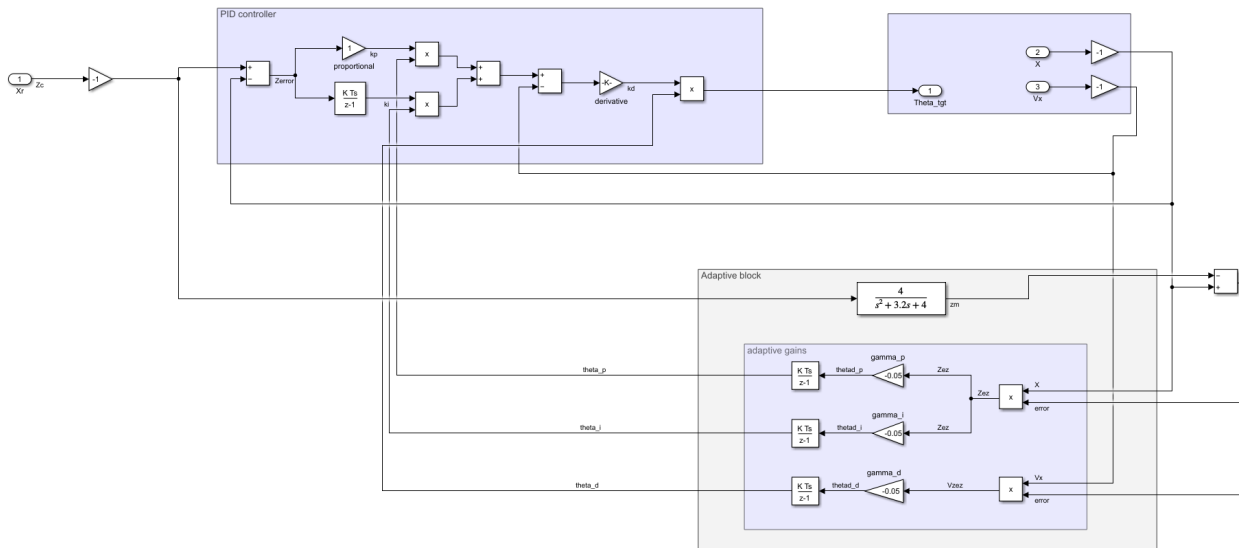 PID controller
1
Xr
Zc
-1
+
−
Zerror
1
proportional
kp
x
K Ts
z-1
ki
x
+
+
+
−
-K-
derivative
kd
x
1
Theta_tgt
2
X
-1
3
Vx
-1
Adaptive block
4
s² + 3.2s + 4
zm
−
+
adaptive gains
theta_p
K Ts
z-1
thetad_p
gamma_p
-0.05
Zez
Zez
x
X
error
theta_i
K Ts
z-1
thetad_i
gamma_i
-0.05
Zez
theta_d
K Ts
z-1
thetad_d
gamma_d
-0.05
Vzez
x
Vx
error